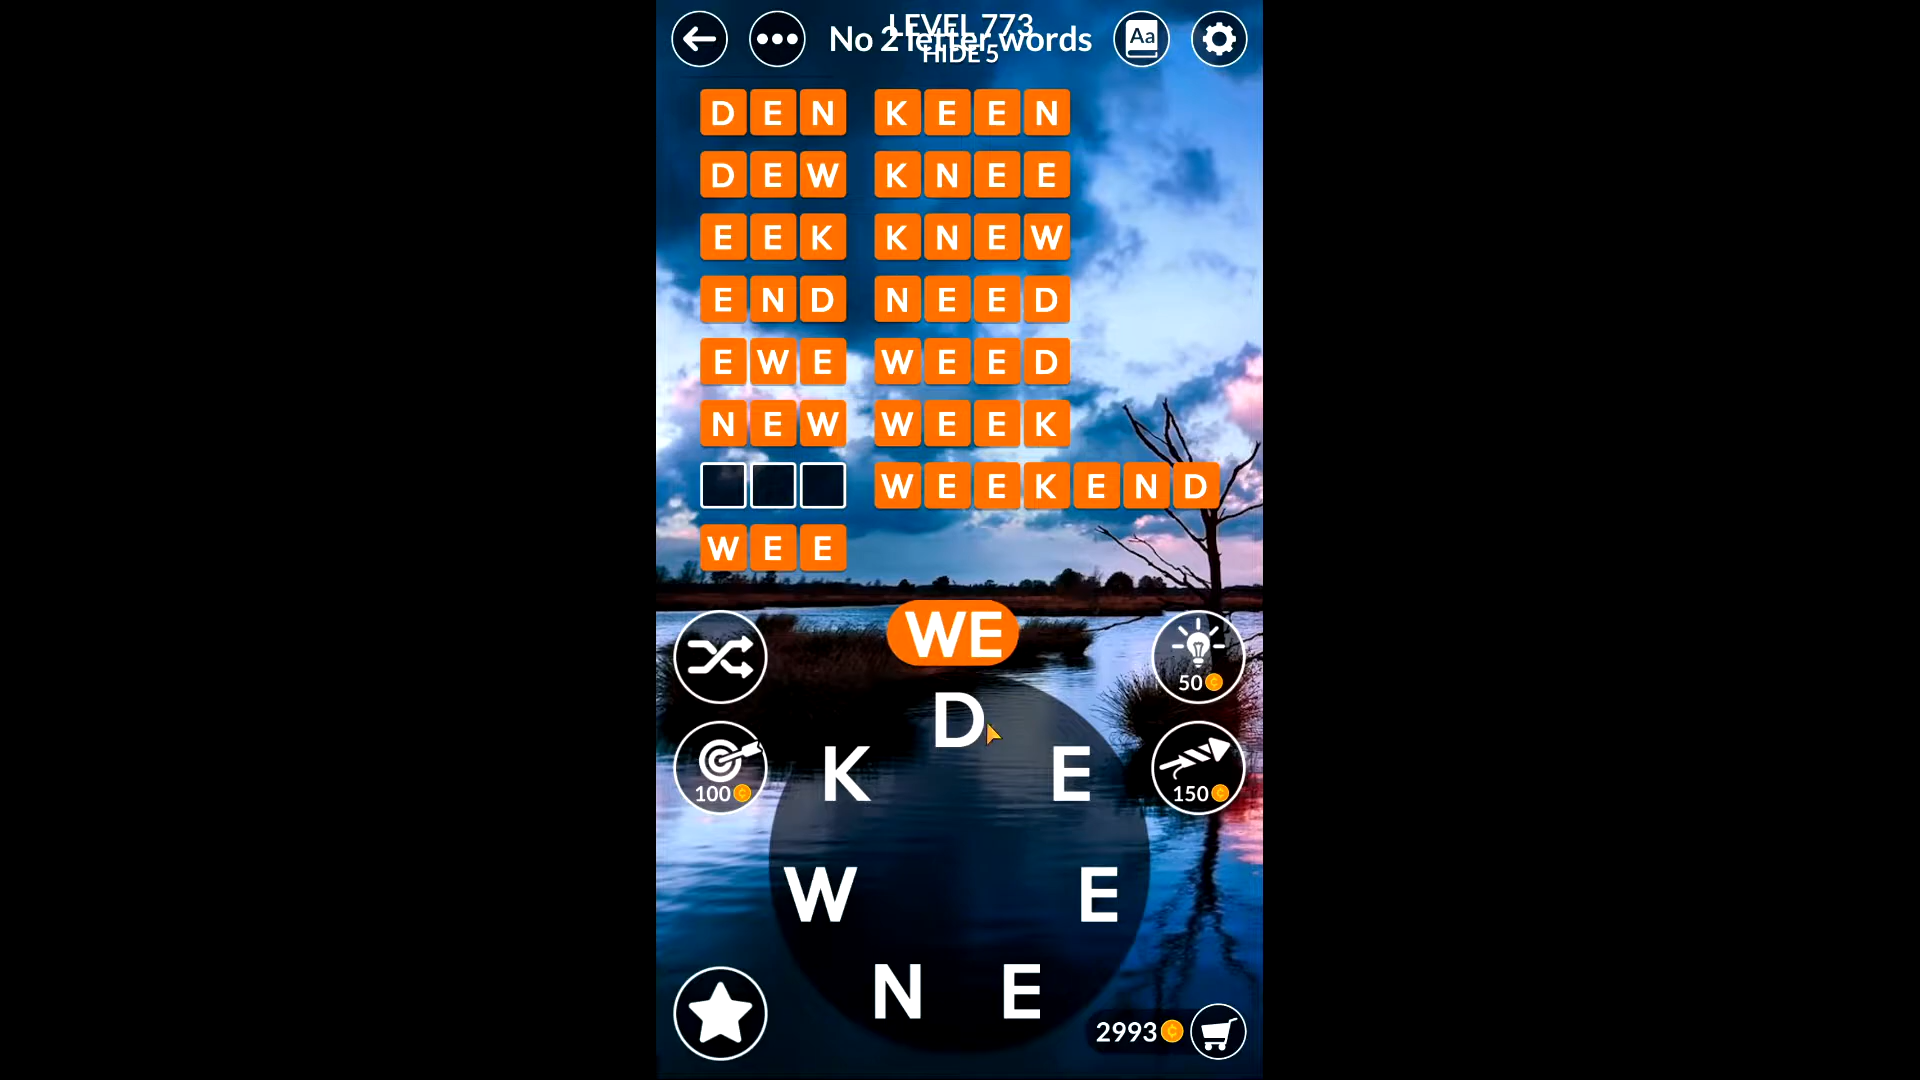 LEVEL 773
No 2 letter words
HIDE 5
Aa
DEN KEEN
DEW KNEE
EEK KNEW
END NEED
EWE WEED
NEW WEEK
WEEKEND
WEE
WE
50
D
K E
100 150
W E
N E
2993